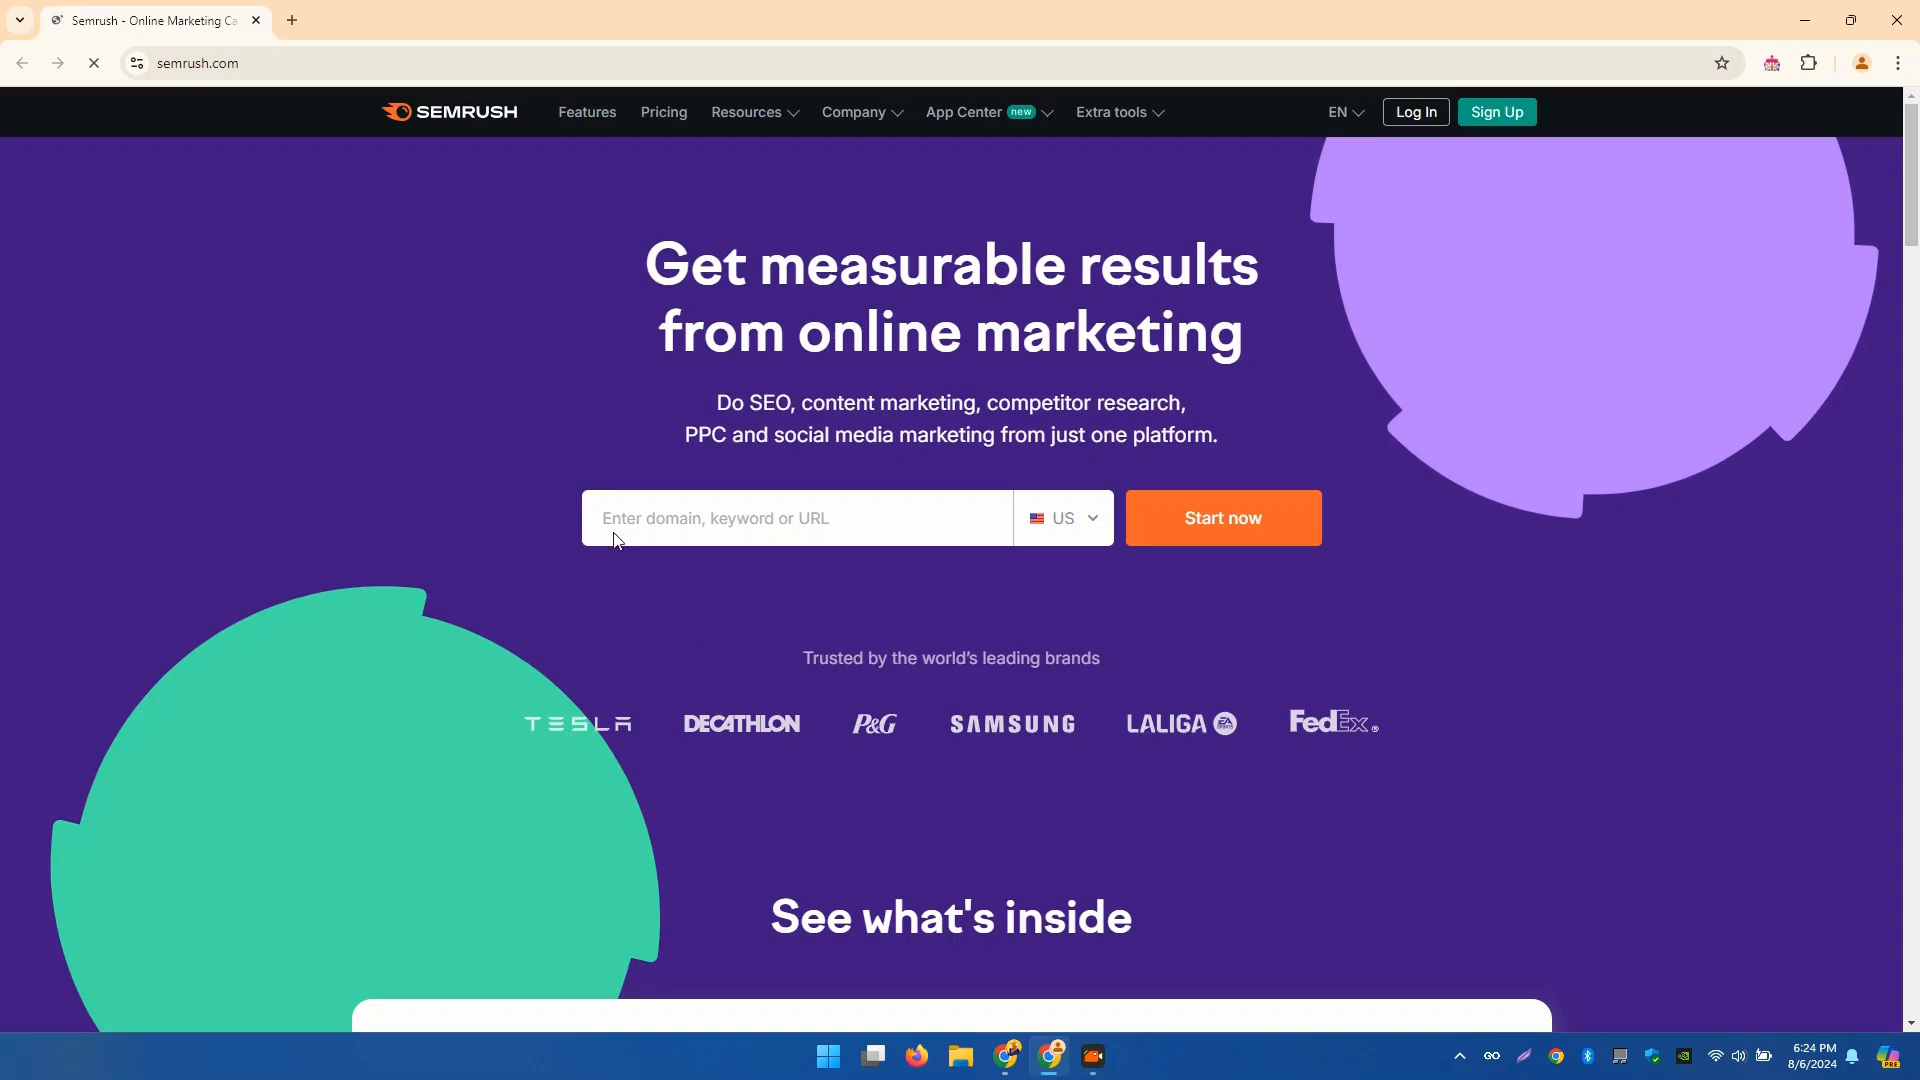 Semrush - Online Marketing Ca
semrush.com
SEMRUSH Features Pricing Resources Company App Center new Extra tools EN Log In Sign Up
Get measurable results
from online marketing
Do SEO, content marketing, competitor research,
PPC and social media marketing from just one platform.
Enter domain, keyword or URL US Start now
Trusted by the world's leading brands
TESLA DECATHLON P&G SAMSUNG LALIGA EA SPORTS FedEx®
See what's inside
6:24 PM
8/6/2024
PRE